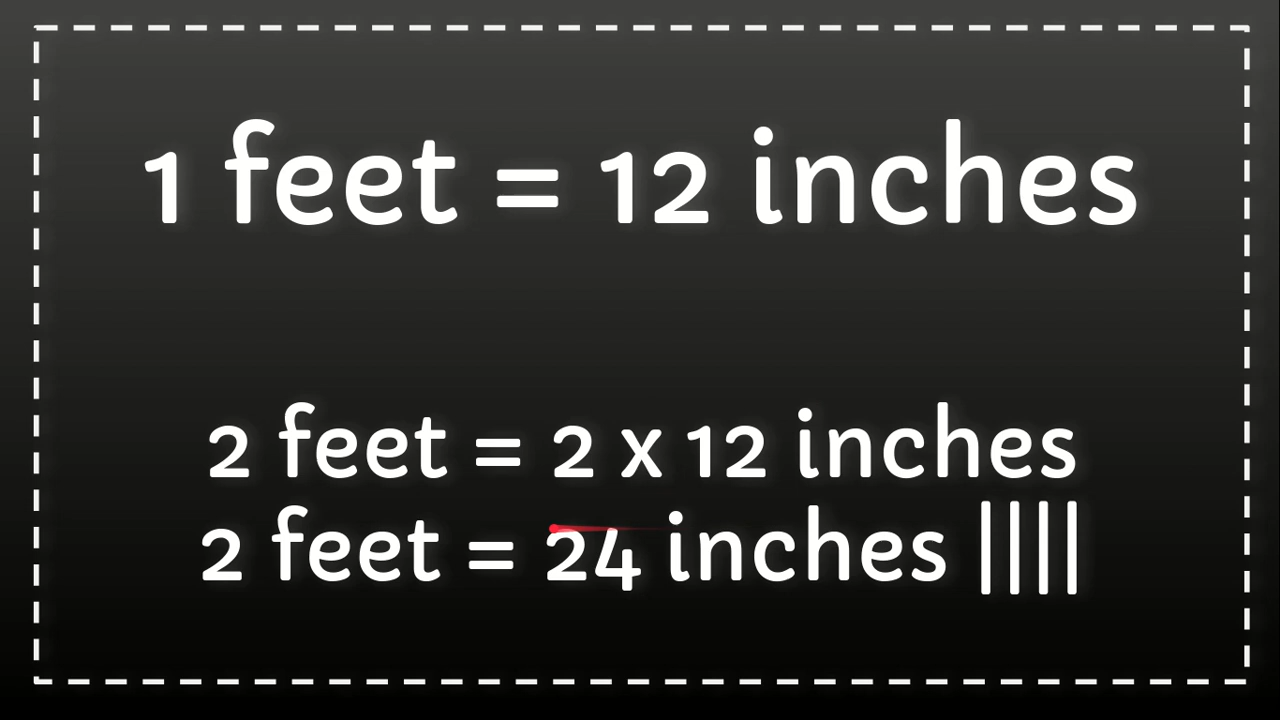 1 feet = 12 inches
2 feet = 2 x 12 inches
2 feet = 24 inches ||||